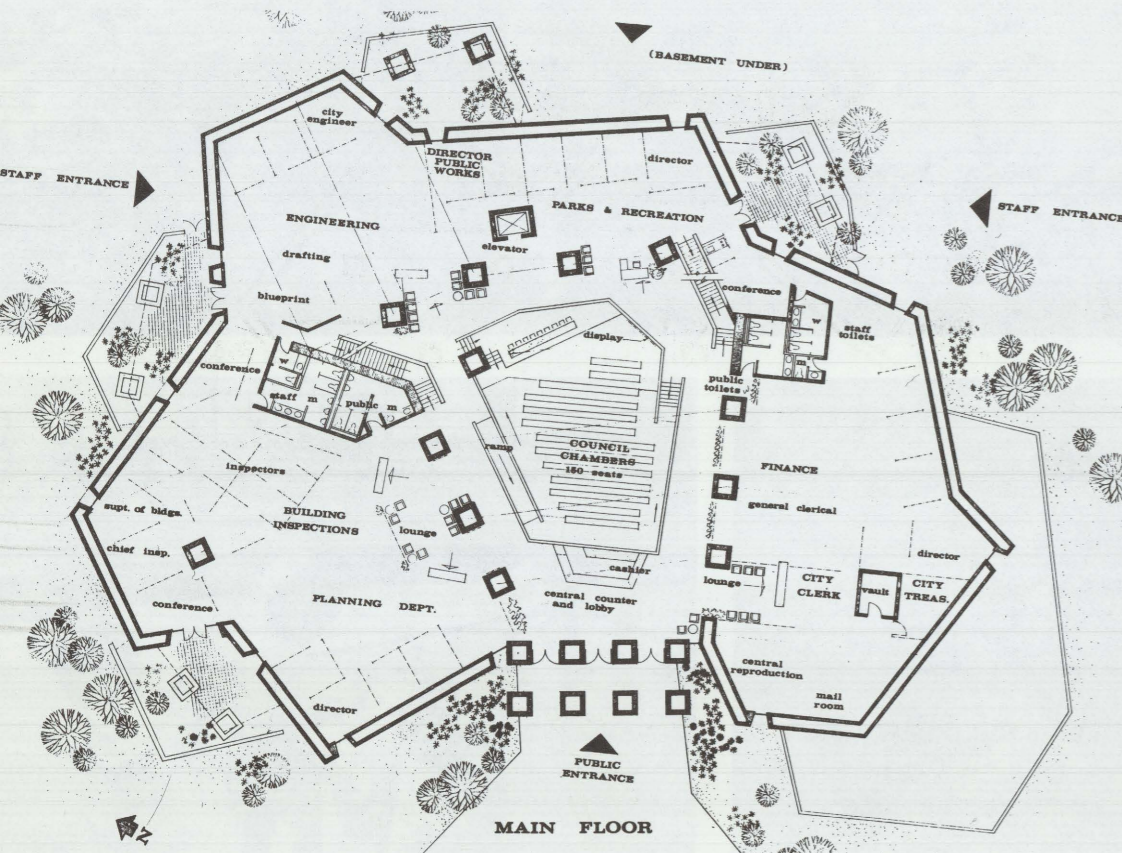 (BASEMENT UNDER)
city
engineer
DIRECTOR
PUBLIC
WORKS
director
STAFF ENTRANCE
STAFF ENTRANCE
ENGINEERING
PARKS & RECREATION
elevator
drafting
blueprint
conference
display
w
staff
toilets
m
conference
w
staff
m
public
m
public
toilets
ramp
COUNCIL
CHAMBERS
150 seats
FINANCE
inspectors
general clerical
supt. of bldgs.
BUILDING
INSPECTIONS
lounge
chief insp.
director
cashier
lounge
CITY
CLERK
vault
CITY
TREAS.
conference
PLANNING DEPT.
central counter
and lobby
central
reproduction
mail
room
director
PUBLIC
ENTRANCE
N
MAIN FLOOR